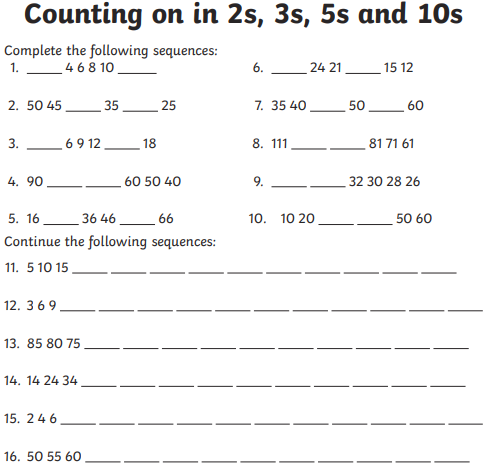 Counting on in 2s, 3s, 5s and 10s
Complete the following sequences:
1. _____ 4 6 8 10 _____
6. _____ 24 21 _____ 15 12
2. 50 45 _____ 35 _____ 25
7. 35 40 _____ 50 _____ 60
3. _____ 6 9 12 _____ 18
8. 111 _____ _____ 81 71 61
4. 90 _____ _____ 60 50 40
9. _____ _____ 32 30 28 26
5. 16 _____ 36 46 _____ 66
10. 10 20 _____ _____ 50 60
Continue the following sequences:
11. 5 10 15 _____ _____ _____ _____ _____ _____ _____ _____ _____ _____
12. 3 6 9 _____ _____ _____ _____ _____ _____ _____ _____ _____ _____ _____
13. 85 80 75 _____ _____ _____ _____ _____ _____ _____ _____ _____ _____
14. 14 24 34 _____ _____ _____ _____ _____ _____ _____ _____ _____ _____
15. 2 4 6 _____ _____ _____ _____ _____ _____ _____ _____ _____ _____ _____
16. 50 55 60 _____ _____ _____ _____ _____ _____ _____ _____ _____ _____